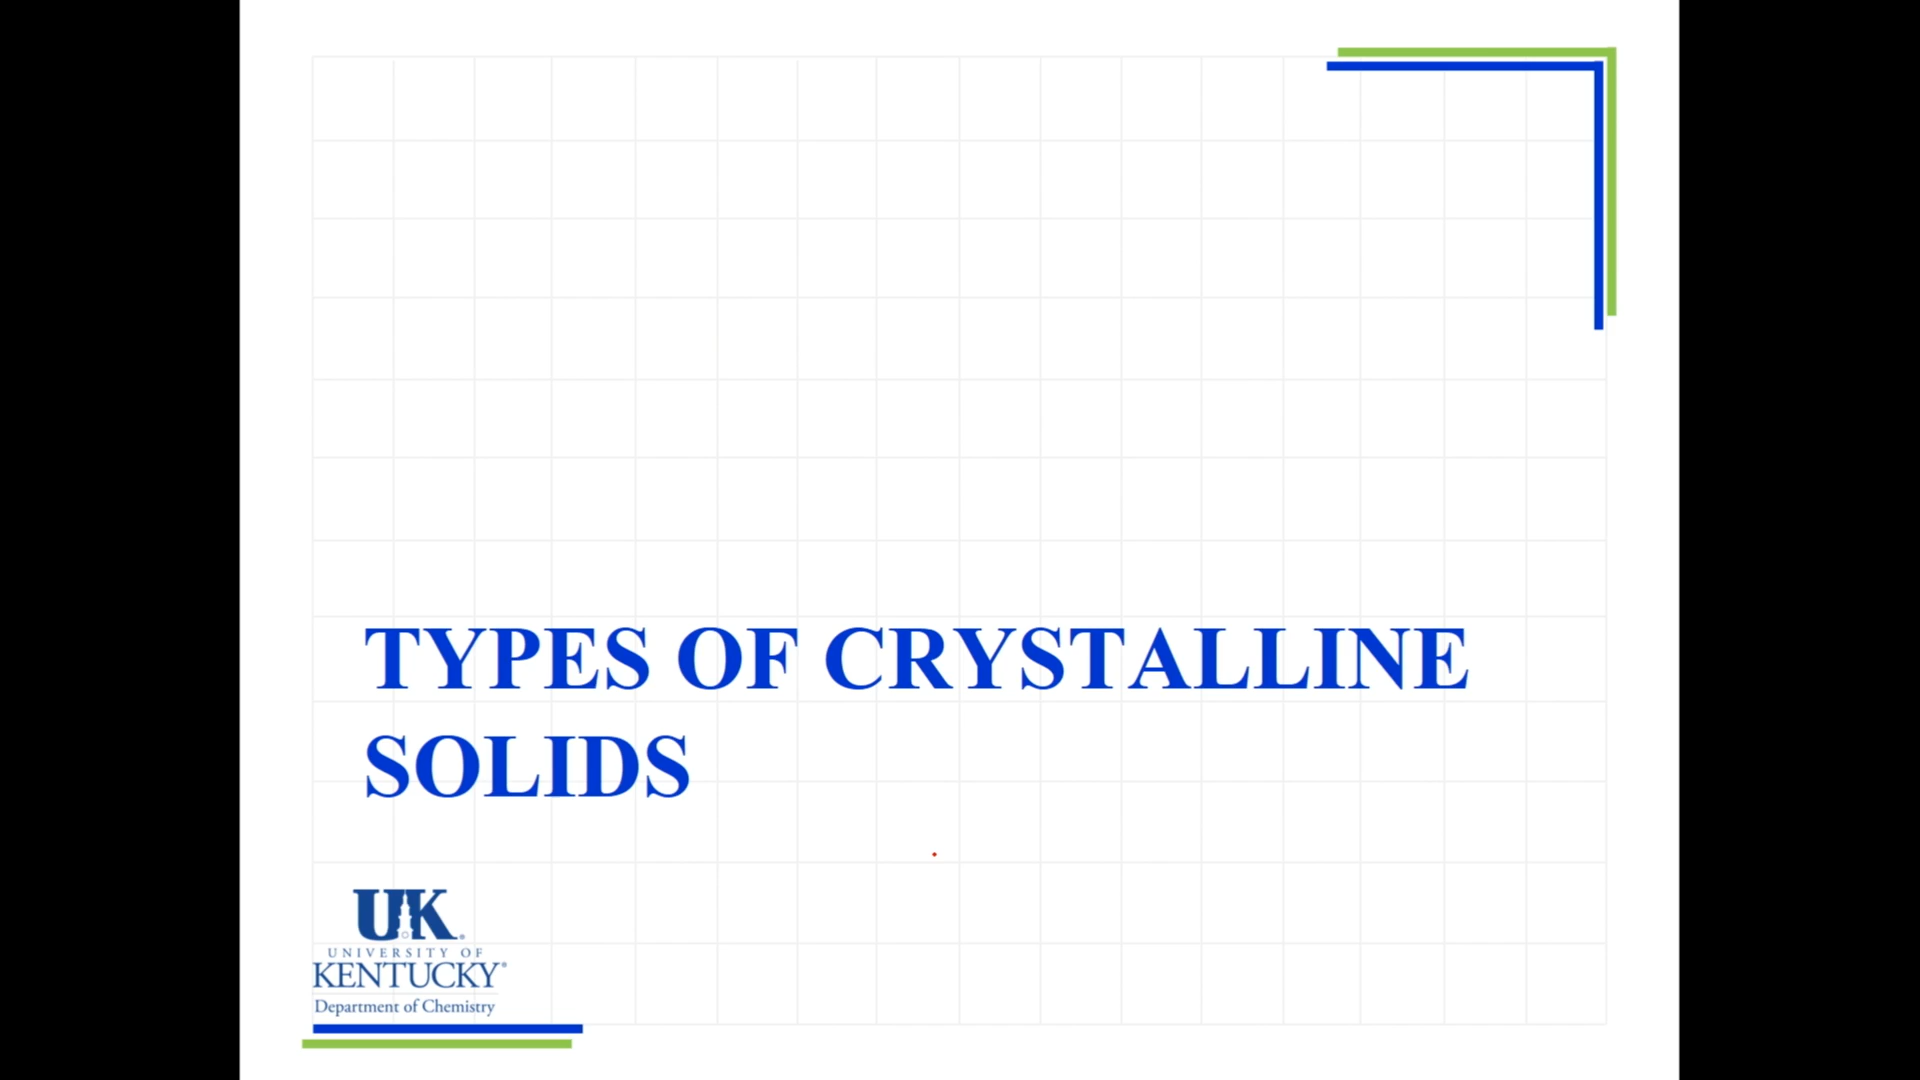 TYPES OF CRYSTALLINE
SOLIDS
UK®
UNIVERSITY OF
KENTUCKY®
Department of Chemistry